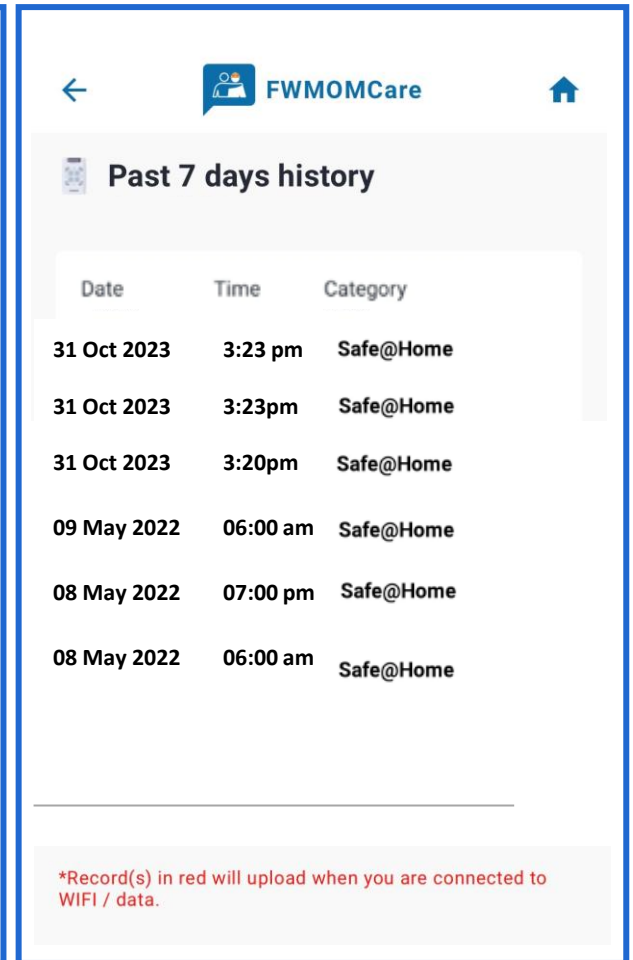 FWMOMCare
Past 7 days history
Date Time Category
31 Oct 2023 3:23 pm Safe@Home
31 Oct 2023 3:23pm Safe@Home
31 Oct 2023 3:20pm Safe@Home
09 May 2022 06:00 am Safe@Home
08 May 2022 07:00 pm Safe@Home
08 May 2022 06:00 am Safe@Home
*Record(s) in red will upload when you are connected to
WIFI / data.